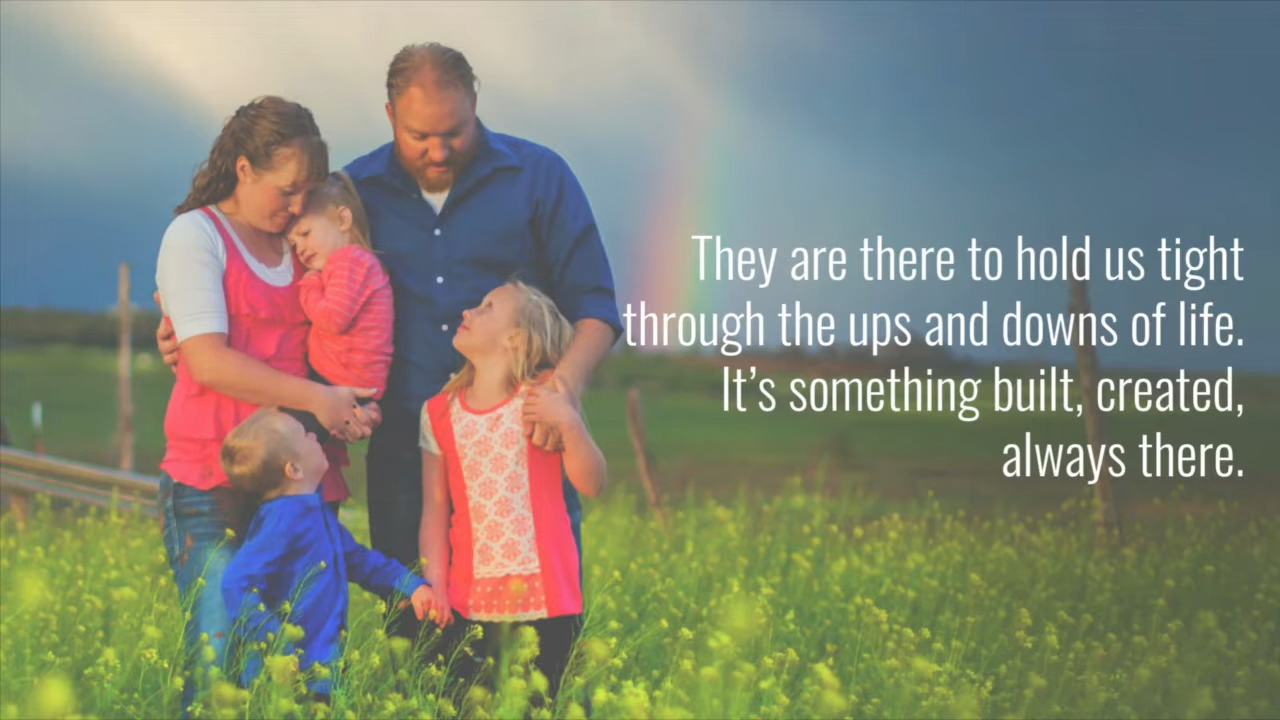 They are there to hold us tight
through the ups and downs of life.
It’s something built, created,
always there.